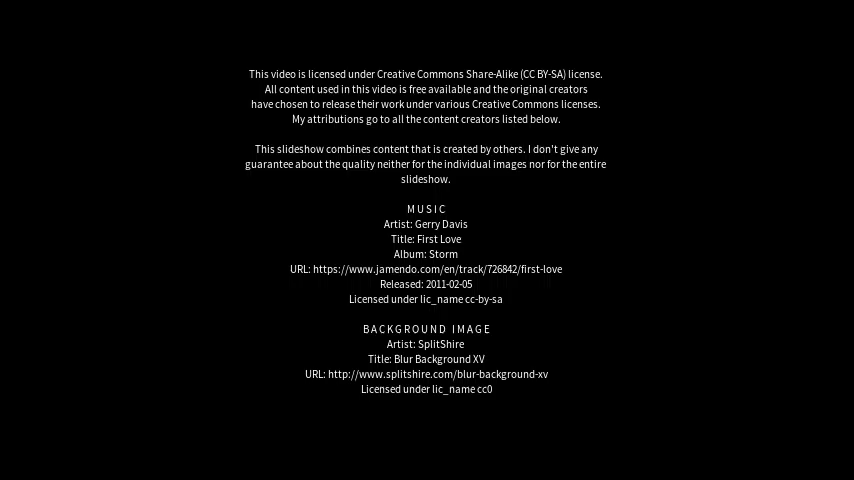 This video is licensed under Creative Commons Share-Alike (CC BY-SA) license.
All content used in this video is free available and the original creators
have chosen to release their work under various Creative Commons licenses.
My attributions go to all the content creators listed below.
This slideshow combines content that is created by others. I don't give any
guarantee about the quality neither for the individual images nor for the entire
slideshow.
MUSIC
Artist: Gerry Davis
Title: First Love
Album: Storm
URL: https://www.jamendo.com/en/track/726842/first-love
Released: 2011-02-05
Licensed under lic_name cc-by-sa
BACKGROUND IMAGE
Artist: SplitShire
Title: Blur Background XV
URL: http://www.splitshire.com/blur-background-xv
Licensed under lic_name cc0